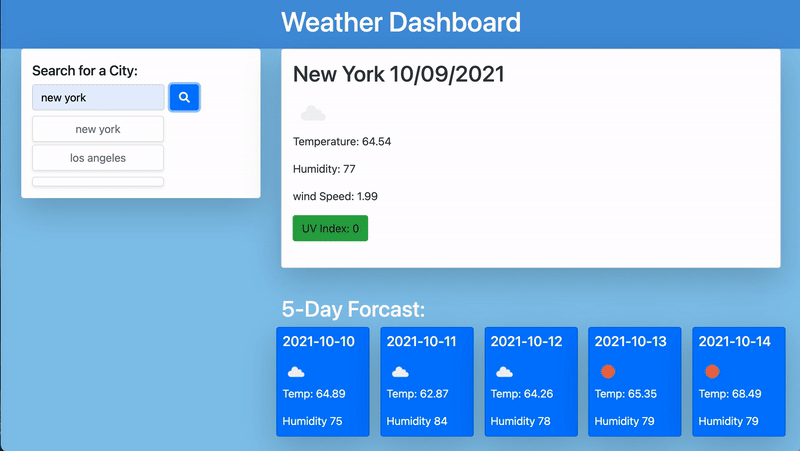 Weather Dashboard
Search for a City:
new york
new york
los angeles
New York 10/09/2021
Temperature: 64.54
Humidity: 77
wind Speed: 1.99
UV Index: 0
5-Day Forcast:
2021-10-10
Temp: 64.89
Humidity 75
2021-10-11
Temp: 62.87
Humidity 84
2021-10-12
Temp: 64.26
Humidity 78
2021-10-13
Temp: 65.35
Humidity 79
2021-10-14
Temp: 68.49
Humidity 79